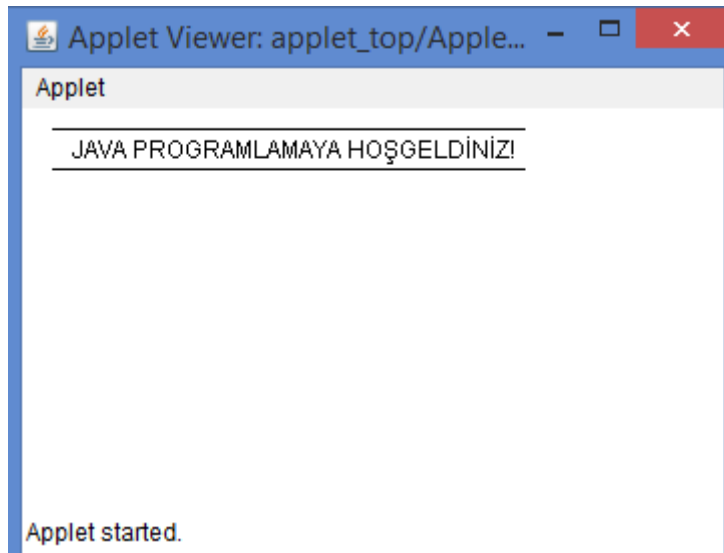 Applet Viewer: applet_top/Apple...
Applet
JAVA PROGRAMLAMAYA HOŞGELDİNİZ!
Applet started.